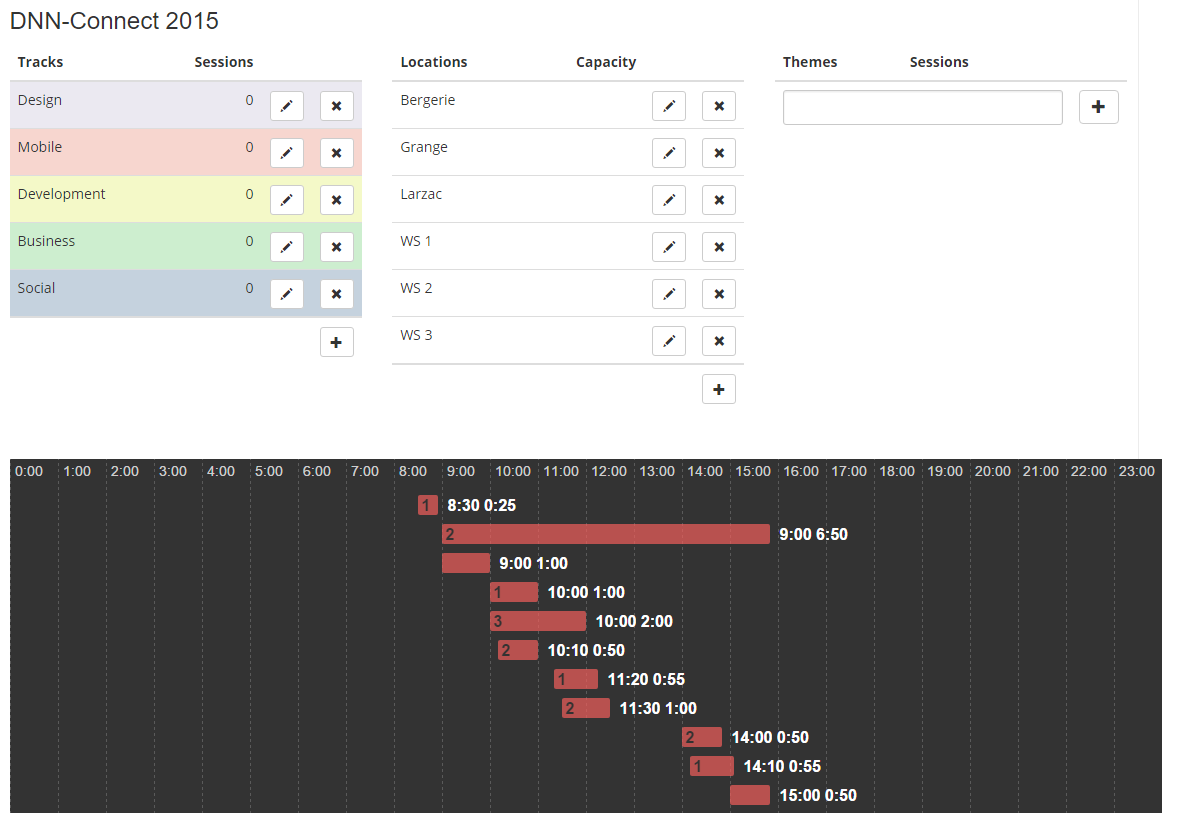 DNN-Connect 2015
Tracks Sessions
Design 0
Mobile 0
Development 0
Business 0
Social 0
Locations Capacity
Bergerie
Grange
Larzac
WS 1
WS 2
WS 3
Themes Sessions
0:00 1:00 2:00 3:00 4:00 5:00 6:00 7:00 8:00 9:00 10:00 11:00 12:00 13:00 14:00 15:00 16:00 17:00 18:00 19:00 20:00 21:00 22:00 23:00
1 8:30 0:25
2 9:00 6:50
9:00 1:00
1 10:00 1:00
3 10:00 2:00
2 10:10 0:50
1 11:20 0:55
2 11:30 1:00
2 14:00 0:50
1 14:10 0:55
15:00 0:50